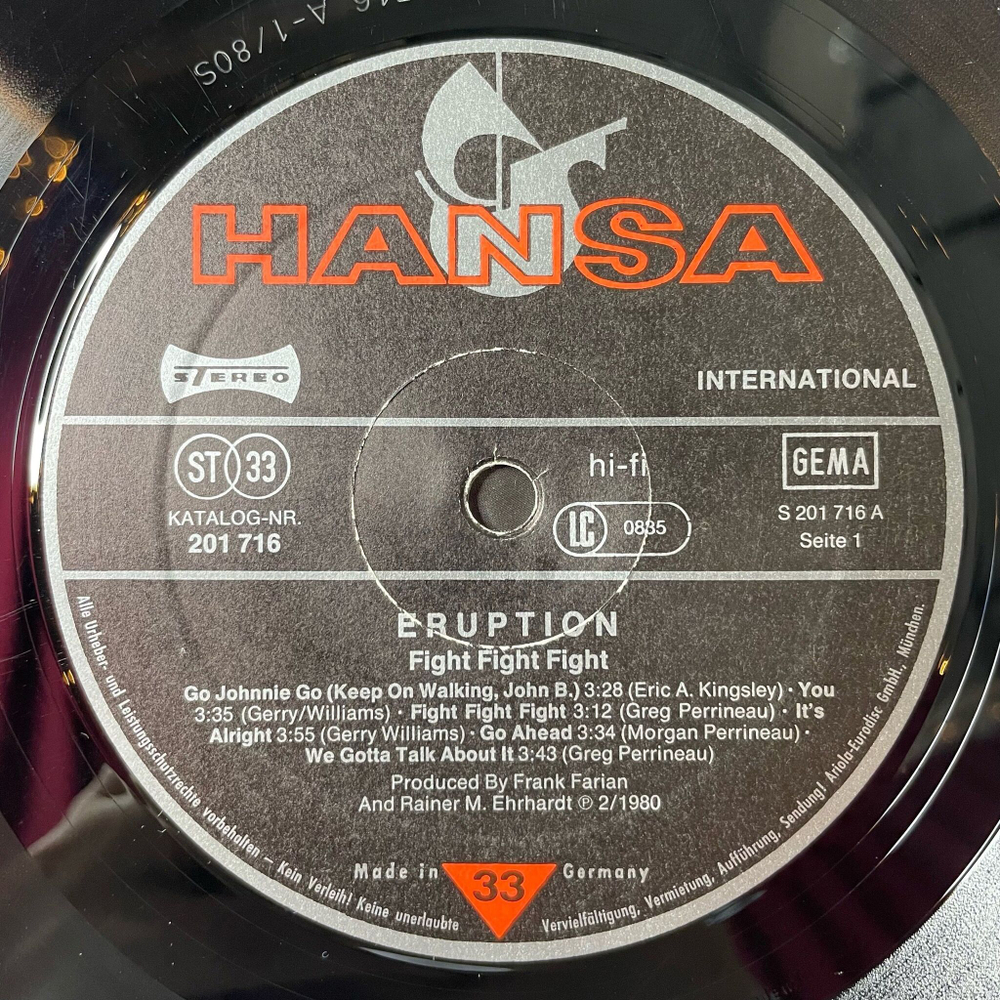 716 A-1/80S
HANSA
STEREO
INTERNATIONAL
ST 33
hi-fi
GEMA
KATALOG-NR.
201 716
LC 0835
S 201 716 A
Seite 1
ERUPTION
Fight Fight Fight
Go Johnnie Go (Keep On Walking, John B.) 3:28 (Eric A. Kingsley) · You
3:35 (Gerry/Williams) · Fight Fight Fight 3:12 (Greg Perrineau) · It's
Alright 3:55 (Gerry Williams) · Go Ahead 3:34 (Morgan Perrineau) ·
We Gotta Talk About It 3:43 (Greg Perrineau)
Produced By Frank Farian
And Rainer M. Ehrhardt ℗ 2/1980
Made in 33 Germany
Alle Urheber- und Leistungsschutzrechte vorbehalten – Kein Verleih! Keine unerlaubte Vervielfältigung, Vermietung, Aufführung, Sendung! Ariola-Eurodisc GmbH., München.